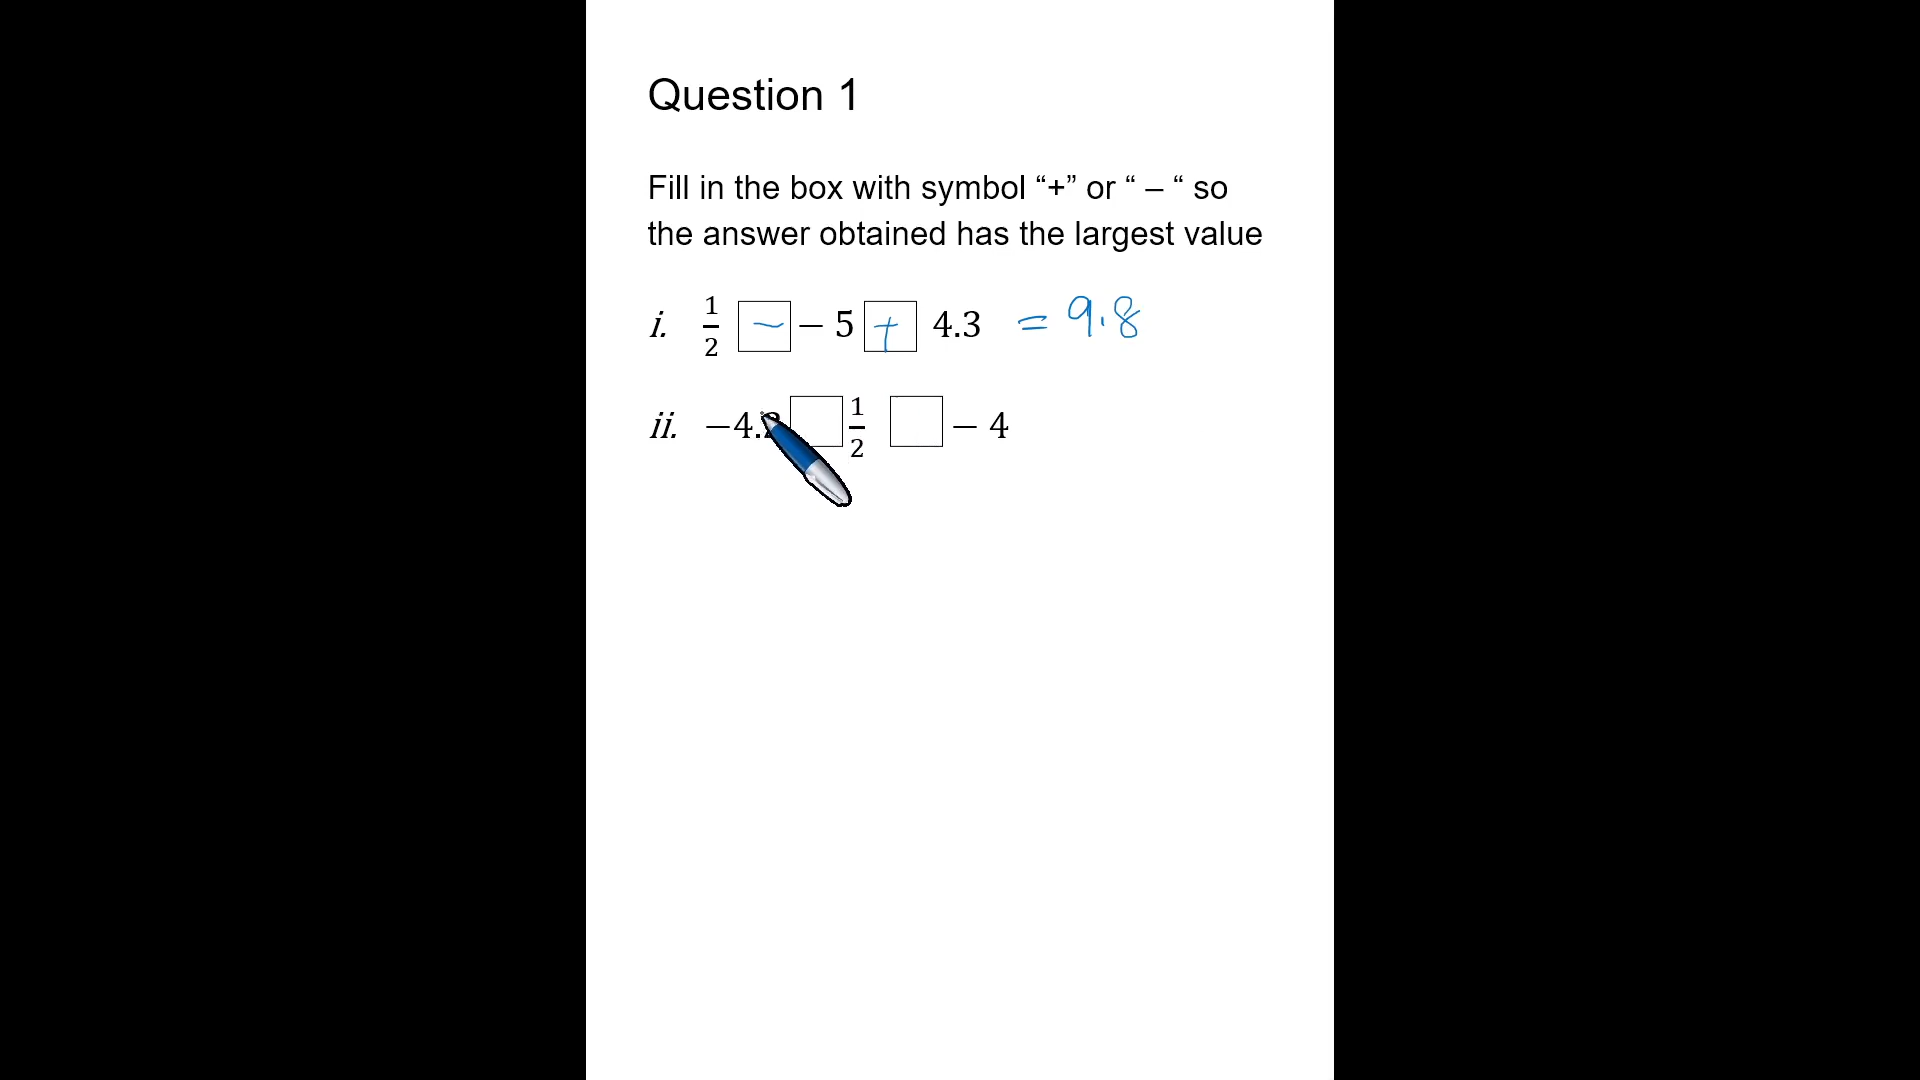 Question 1
Fill in the box with symbol “+” or “ – “ so
the answer obtained has the largest value
i. 1/2 − − 5 + 4.3 = 9.8
ii. −4. 1/2 − 4